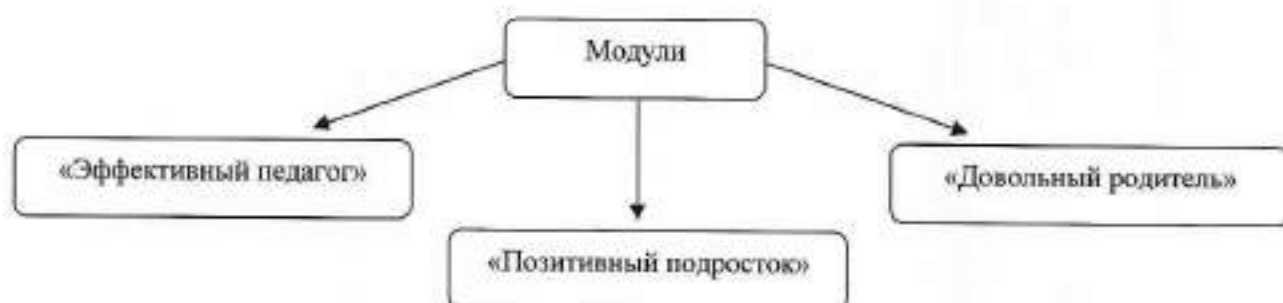 Модули
«Эффективный педагог»
«Довольный родитель»
«Позитивный подросток»